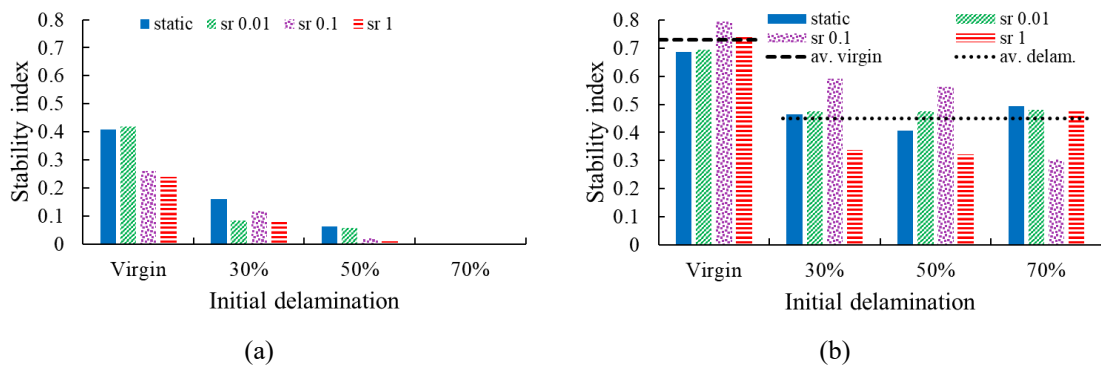 Stability index
0.8
0.7
0.6
0.5
0.4
0.3
0.2
0.1
0
static sr 0.01 sr 0.1 sr 1
Virgin 30% 50% 70%
Initial delamination
(a)
Stability index
0.8
0.7
0.6
0.5
0.4
0.3
0.2
0.1
0
static sr 0.01
sr 0.1 sr 1
av. virgin av. delam.
Virgin 30% 50% 70%
Initial delamination
(b)